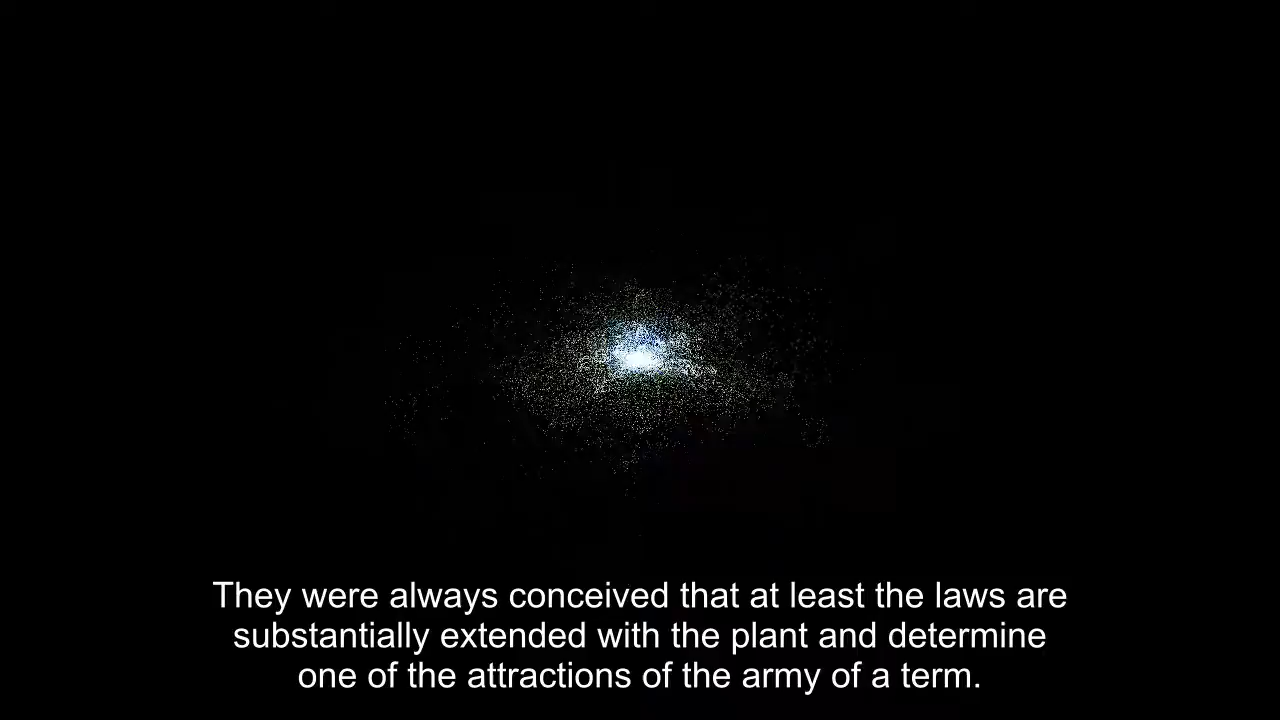 They were always conceived that at least the laws are
substantially extended with the plant and determine
one of the attractions of the army of a term.